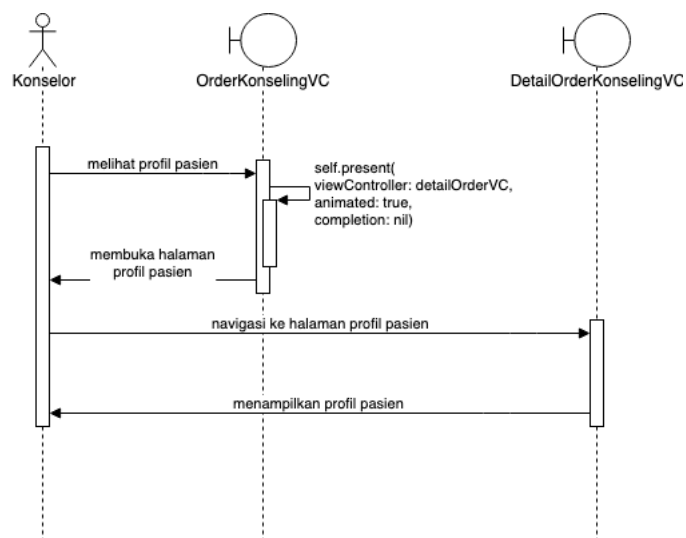 Konselor
OrderKonselingVC
DetailOrderKonselingVC
melihat profil pasien
self.present(
viewController: detailOrderVC,
animated: true,
completion: nil)
membuka halaman
profil pasien
navigasi ke halaman profil pasien
menampilkan profil pasien